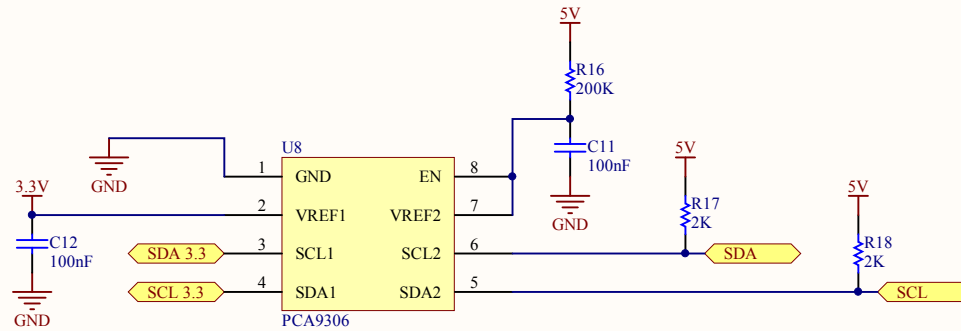 5V
R16
200K
C11
100nF
GND
U8
GND
1
GND
EN
8
3.3V
2
VREF1
VREF2
7
5V
R17
2K
5V
C12
100nF
SDA 3.3
3
SCL1
SCL2
6
SDA
R18
2K
SCL 3.3
4
SDA1
SDA2
5
SCL
GND
PCA9306